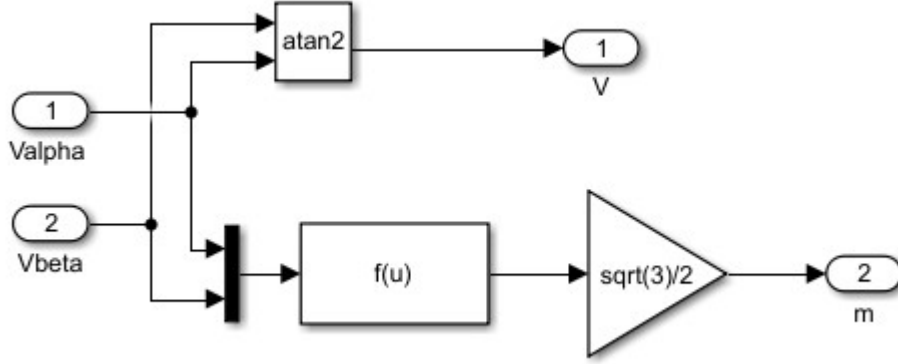 atan2
1
V
1
Valpha
2
Vbeta
f(u)
sqrt(3)/2
2
m